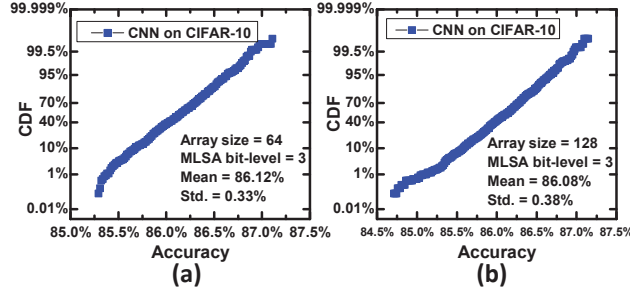 99.999%
CNN on CIFAR-10
99.5%
95%
70%
40%
10%
1%
0.01%
CDF
Array size = 64
MLSA bit-level = 3
Mean = 86.12%
Std. = 0.33%
85.0% 85.5% 86.0% 86.5% 87.0% 87.5%
Accuracy
(a)
99.999%
CNN on CIFAR-10
99.5%
95%
70%
40%
10%
1%
0.01%
CDF
Array size = 128
MLSA bit-level = 3
Mean = 86.08%
Std. = 0.38%
84.5% 85.0% 85.5% 86.0% 86.5% 87.0% 87.5%
Accuracy
(b)